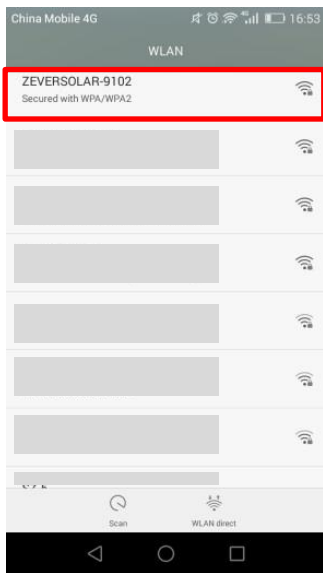 China Mobile 4G 16:53
WLAN
ZEVERSOLAR-9102
Secured with WPA/WPA2
Scan
WLAN direct